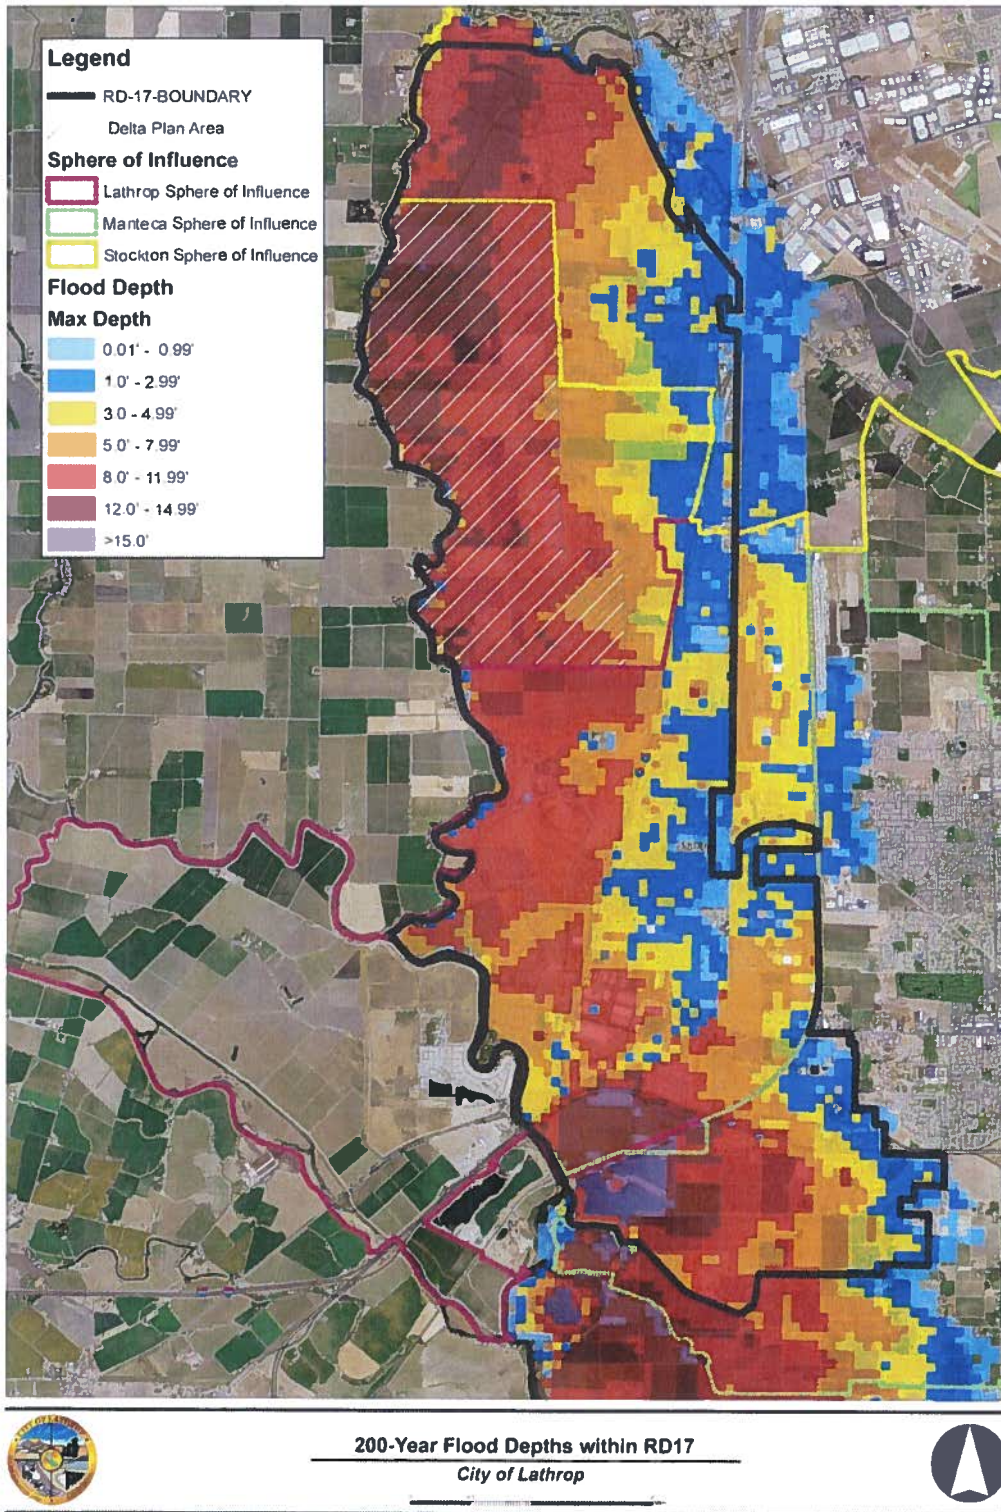 Legend
RD-17-BOUNDARY
Delta Plan Area
Sphere of Influence
Lathrop Sphere of Influence
Manteca Sphere of Influence
Stockton Sphere of Influence
Flood Depth
Max Depth
0.01' - 0.99'
1.0' - 2.99'
3.0 - 4.99'
5.0' - 7.99'
8.0' - 11.99'
12.0' - 14.99'
>15.0'
200-Year Flood Depths within RD17
City of Lathrop